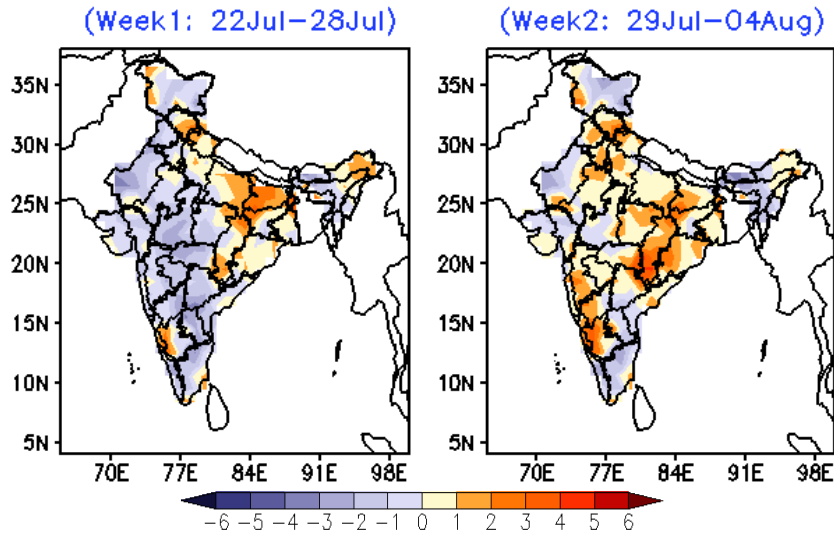 (Week1: 22Jul−28Jul) (Week2: 29Jul−04Aug)
35N 35N
30N 30N
25N 25N
20N 20N
15N 15N
10N 10N
5N 5N
70E 77E 84E 91E 98E 70E 77E 84E 91E 98E
−6 −5 −4 −3 −2 −1 0 1 2 3 4 5 6